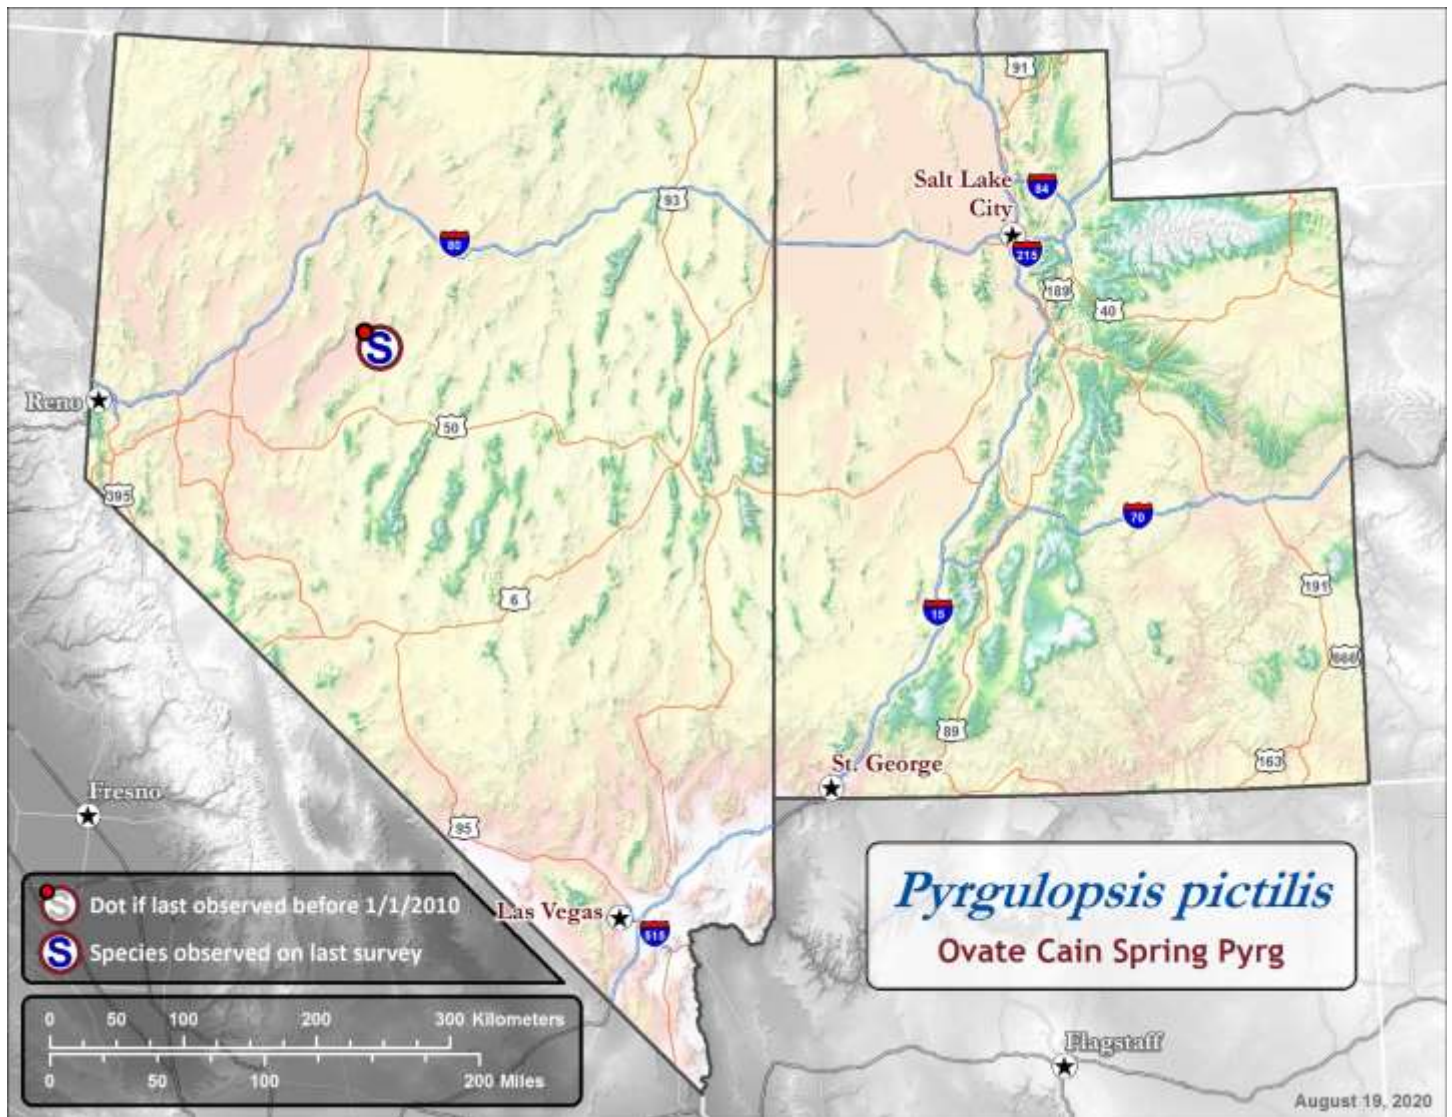 91
84
Salt Lake
City
93
80
215
189
40
S
Reno
50
395
70
6
191
15
666
89
St. George
163
Fresno
95
Pyrgulopsis pictilis
Ovate Cain Spring Pyrg
S Dot if last observed before 1/1/2010
S Species observed on last survey
Las Vegas
515
0 50 100 200 300 Kilometers
0 50 100 200 Miles
Flagstaff
August 19, 2020